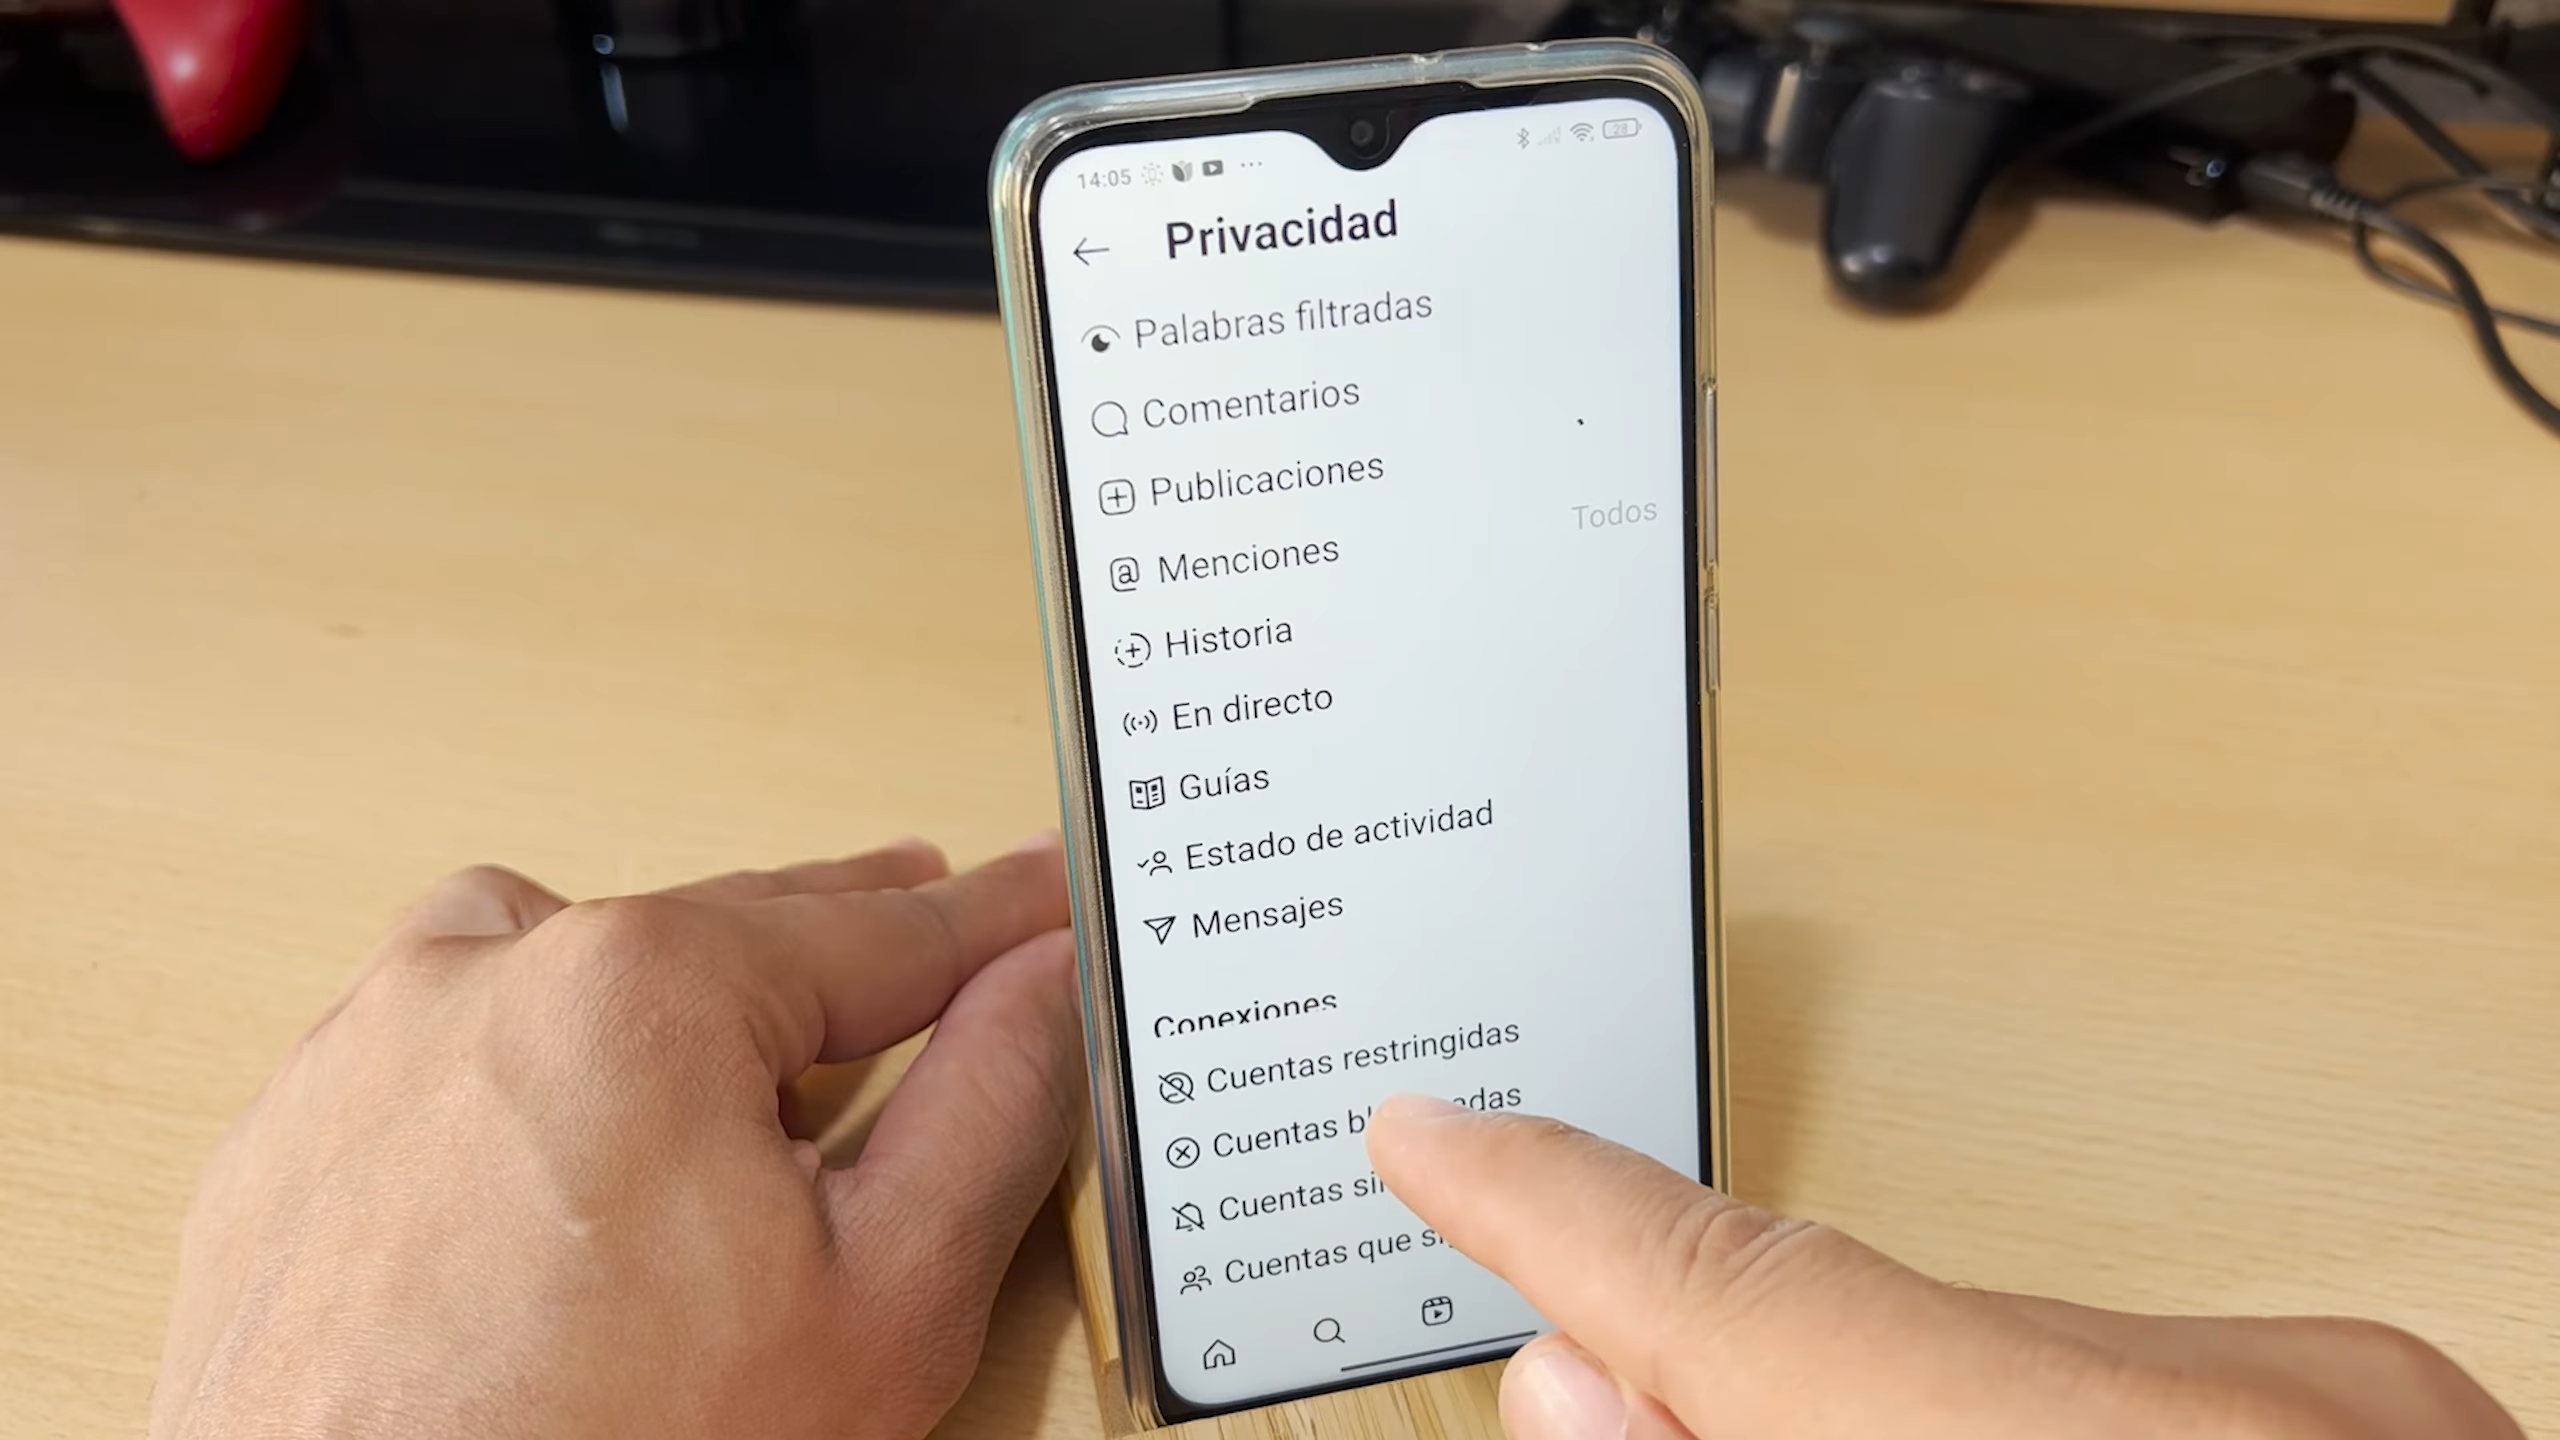 14:05
28
Privacidad
Palabras filtradas
Comentarios
Publicaciones
Todos
Menciones
Historia
En directo
Guías
Estado de actividad
Mensajes
Conexiones
Cuentas restringidas
Cuentas
Cuentas
Cuentas que